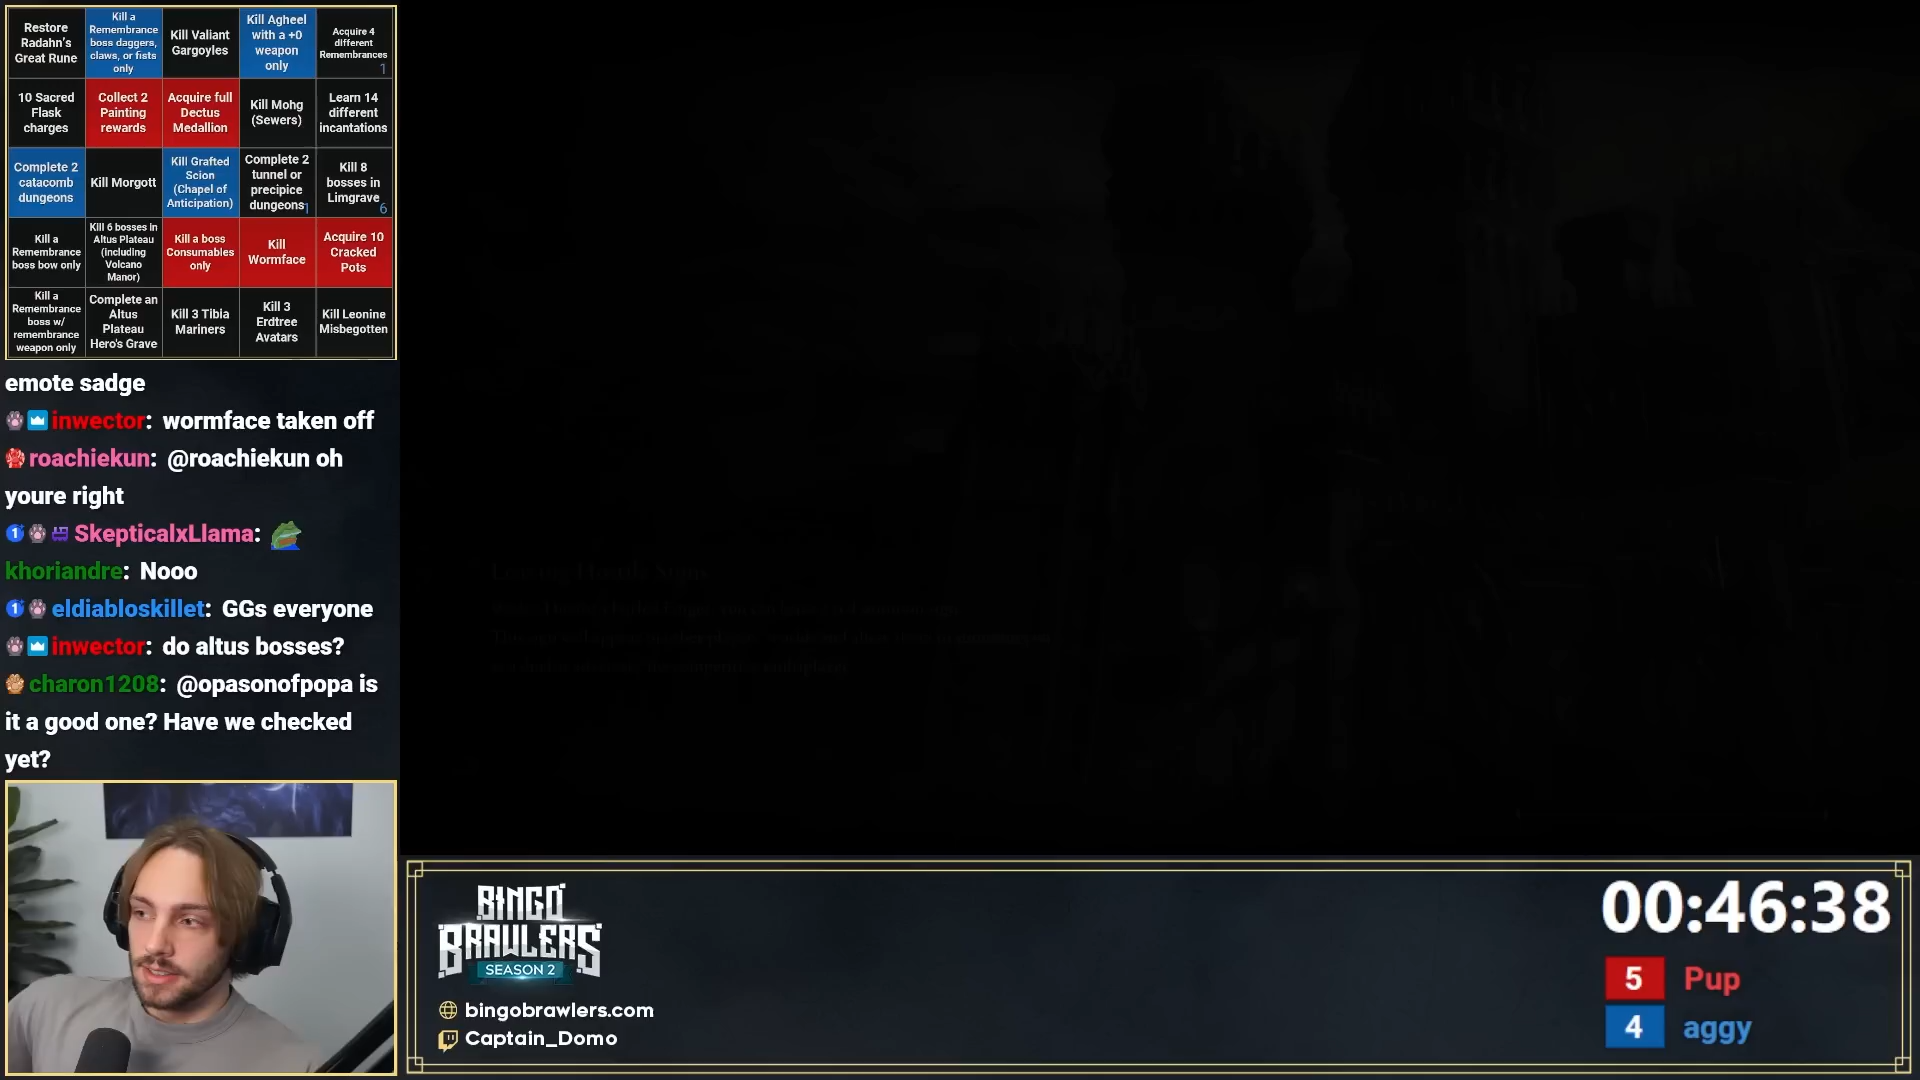 Restore
Radahn's
Great Rune
Kill a
Remembrance
boss daggers,
claws, or fists
only
Kill Valiant
Gargoyles
Kill Agheel
with a +0
weapon
only
Acquire 4
different
Remembrances
1
10 Sacred
Flask
charges
Collect 2
Painting
rewards
Acquire full
Dectus
Medallion
Kill Mohg
(Sewers)
Learn 14
different
incantations
Complete 2
catacomb
dungeons
Kill Morgott
Kill Grafted
Scion
(Chapel of
Anticipation)
Complete 2
tunnel or
precipice
dungeons
1
Kill 8
bosses in
Limgrave
6
Kill a
Remembrance
boss bow only
Kill 6 bosses in
Altus Plateau
(including
Volcano
Manor)
Kill a boss
Consumables
only
Kill
Wormface
Acquire 10
Cracked
Pots
Kill a
Remembrance
boss w/
remembrance
weapon only
Complete an
Altus
Plateau
Hero's Grave
Kill 3 Tibia
Mariners
Kill 3
Erdtree
Avatars
Kill Leonine
Misbegotten
emote sadge
inwector: wormface taken off
roachiekun: @roachiekun oh
youre right
1 SkepticalxLlama:
khoriandre: Nooo
1 eldiabloskillet: GGs everyone
inwector: do altus bosses?
charon1208: @opasonofpopa is
it a good one? Have we checked
yet?
BINGO
BRAWLERS
SEASON 2
bingobrawlers.com
Captain_Domo
00:46:38
5 Pup
4 aggy